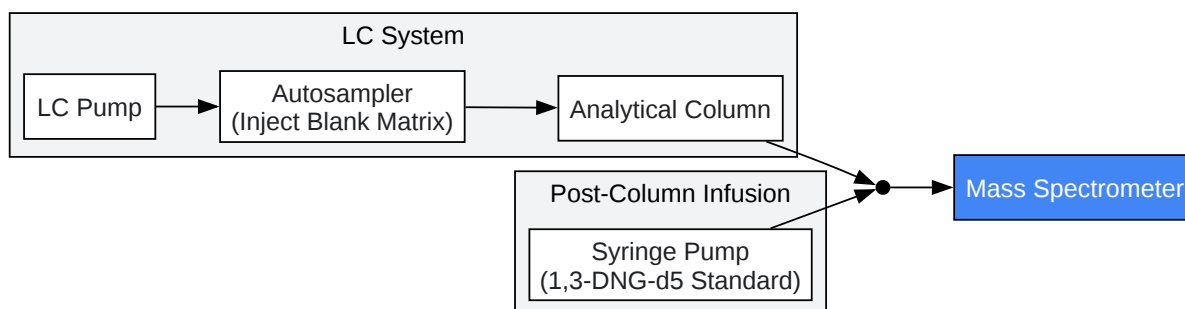 LC System
LC Pump
Autosampler
(Inject Blank Matrix)
Analytical Column
Post-Column Infusion
Syringe Pump
(1,3-DNG-d5 Standard)
Mass Spectrometer